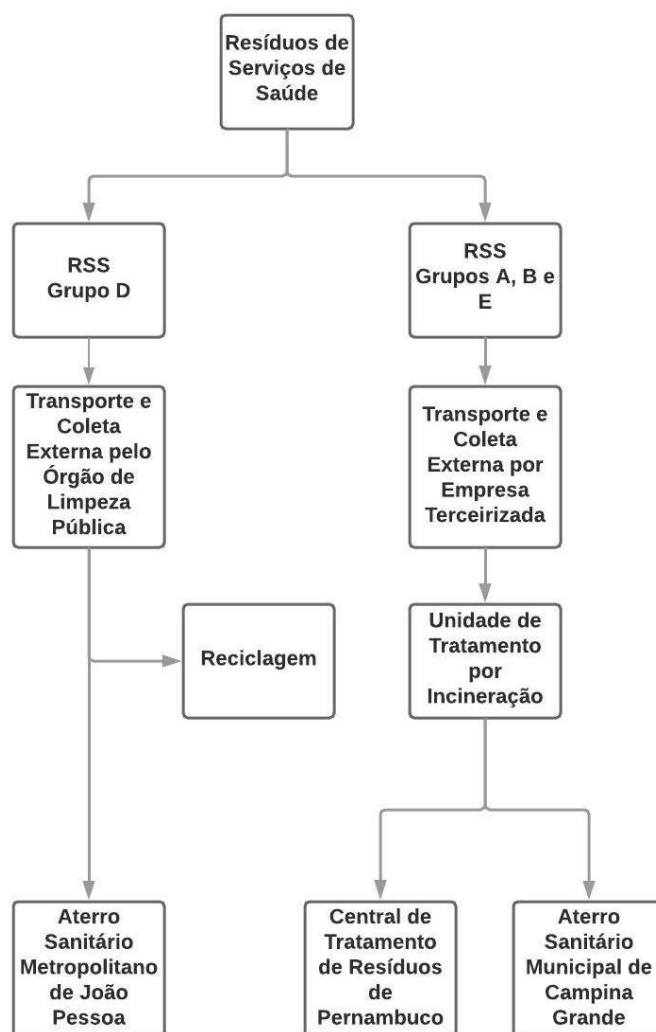 Resíduos de
Serviços de
Saúde
RSS
Grupo D
RSS
Grupos A, B e
E
Transporte e
Coleta
Externa pelo
Órgão de
Limpeza
Pública
Transporte e
Coleta
Externa por
Empresa
Terceirizada
Reciclagem
Unidade de
Tratamento
por
Incineração
Aterro
Sanitário
Metropolitano
de João
Pessoa
Central de
Tratamento
de Resíduos
de
Pernambuco
Aterro
Sanitário
Municipal de
Campina
Grande